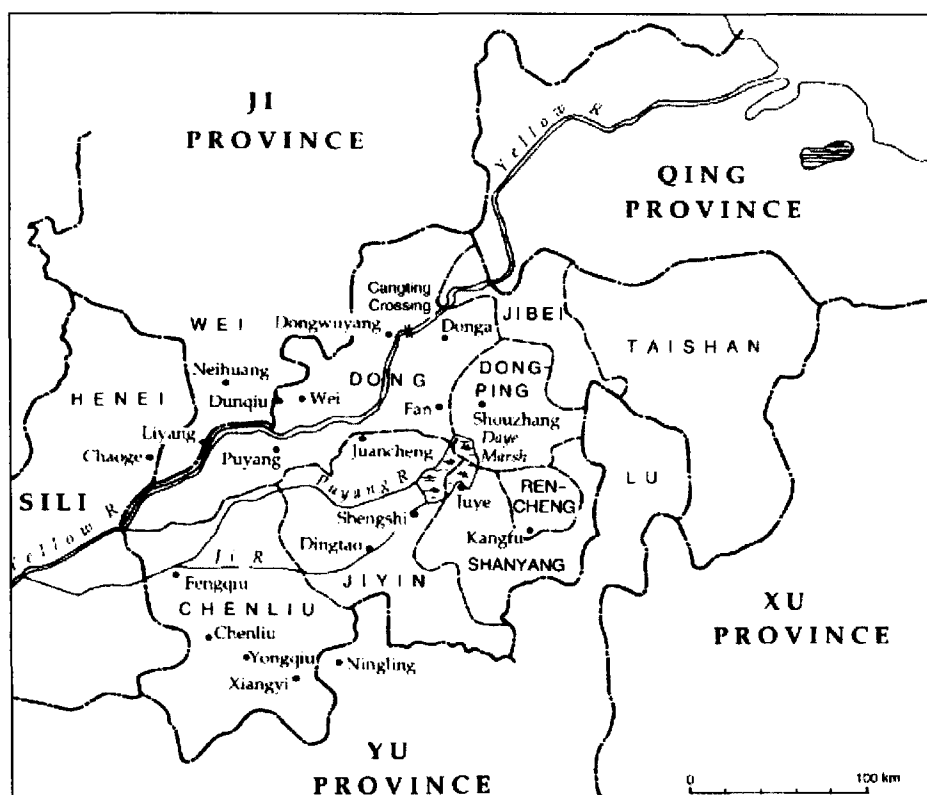 JI
PROVINCE
Yellow R
QING
PROVINCE
Cangting
Crossing
JIBEI
WEI
Dongwuyang
Donga
TAISHAN
Neihuang
DONG
DONG-
PING
HENEI
Dunqiu
Wei
Fan
Shouzhang
Liyang
Daye
Marsh
Chaoge
Puyang
Juancheng
LU
SILI
Puyang R
Juye
REN-
CHENG
Yellow R
Shengshi
Kangfu
Ji R
Dingtao
SHANYANG
Fengqiu
JIYIN
CHENLIU
XU
PROVINCE
Chenliu
Yongqiu
Ningling
Xiangyi
YU
PROVINCE
0
100 km